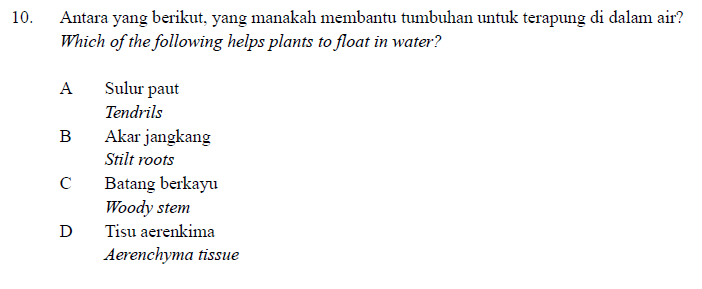 10. Antara yang berikut, yang manakah membantu tumbuhan untuk terapung di dalam air?
Which of the following helps plants to float in water?
A Sulur paut
Tendrils
B Akar jangkang
Stilt roots
C Batang berkayu
Woody stem
D Tisu aerenkima
Aerenchyma tissue